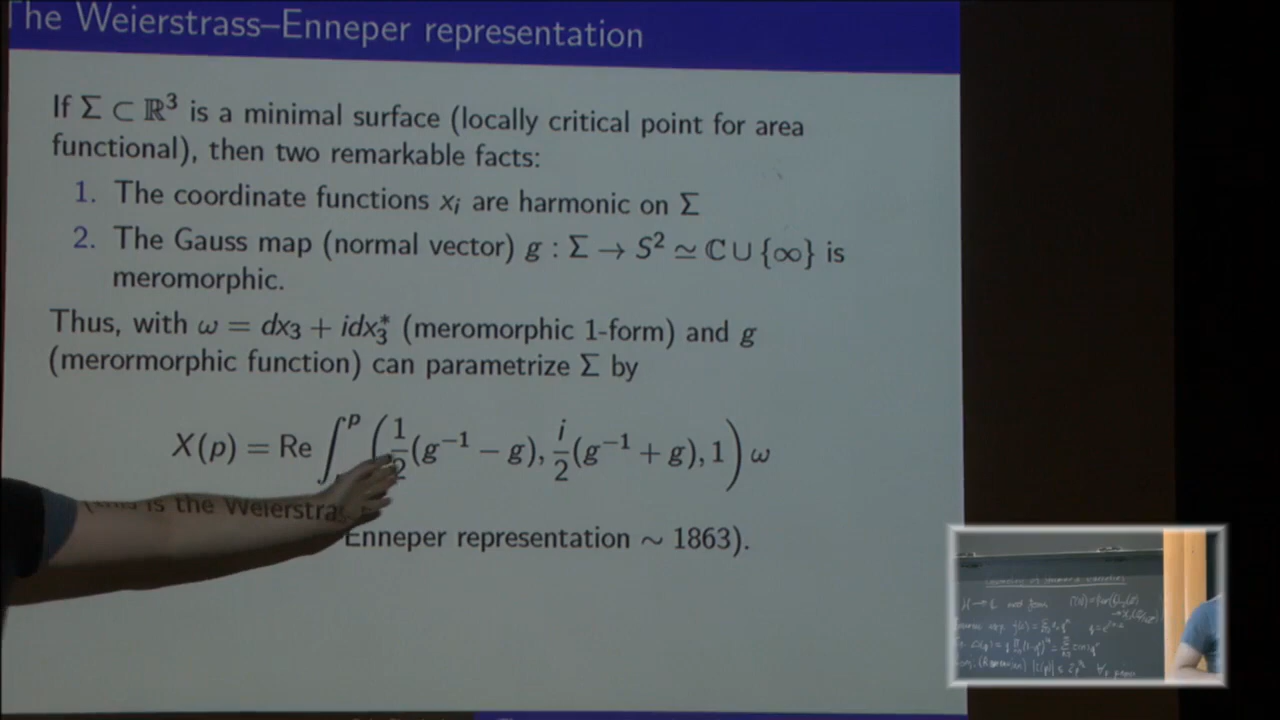 The Weierstrass–Enneper representation
If Σ ⊂ ℝ³ is a minimal surface (locally critical point for area
functional), then two remarkable facts:
1. The coordinate functions xᵢ are harmonic on Σ
2. The Gauss map (normal vector) g : Σ → S² ≃ ℂ ∪ {∞} is
meromorphic.
Thus, with ω = dx₃ + idx₃* (meromorphic 1-form) and g
(merormorphic function) can parametrize Σ by
X(p) = Re ∫^p (1/2 (g⁻¹ − g), i/2 (g⁻¹ + g), 1) ω
is the Weierstra
Enneper representation ∼ 1863).